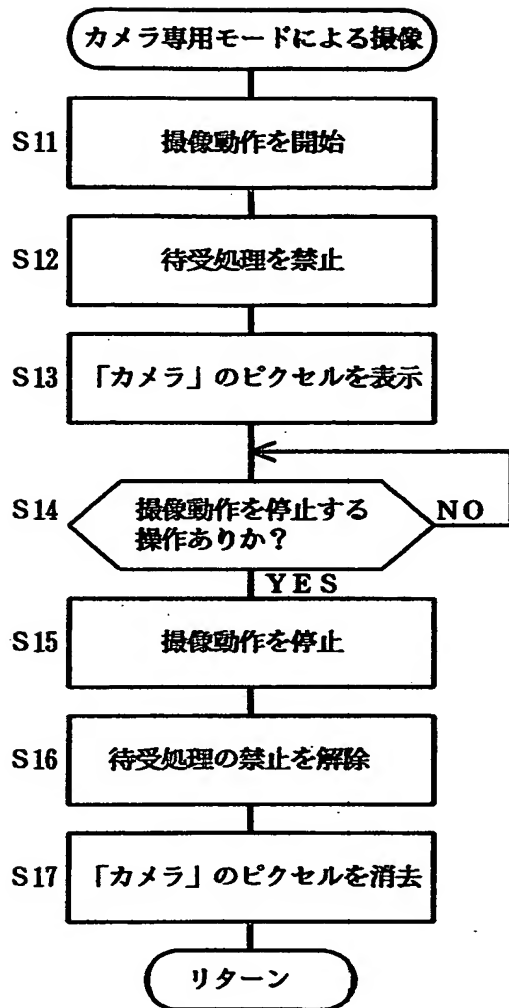 カメラ専用モードによる撮像
S11
撮像動作を開始
S12
待受処理を禁止
S13
「カメラ」のピクセルを表示
S14
撮像動作を停止する
操作ありか？
NO
YES
S15
撮像動作を停止
S16
待受処理の禁止を解除
S17
「カメラ」のピクセルを消去
リターン